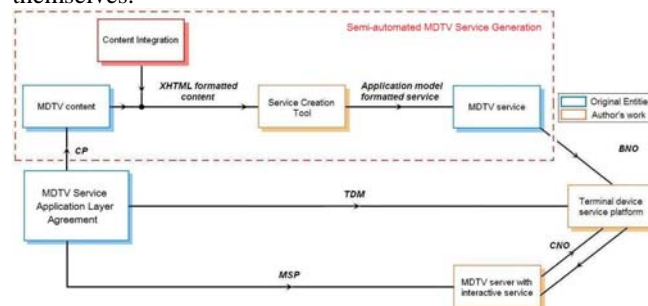 themselves.
Semi-automated MDTV Service Generation
Content Integration
MDTV content
XHTML formatted
content
Service Creation
Tool
Application model
formatted service
MDTV service
Original Entitie
Author's work
CP
BNO
MDTV Service
Application Layer
Agreement
TDM
Terminal device
service platform
CNO
MSP
MDTV server with
interactive service